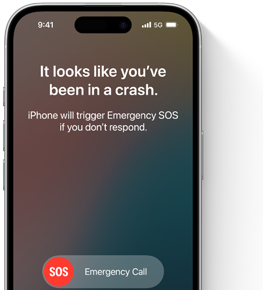 9:41 5G
It looks like you've
been in a crash.
iPhone will trigger Emergency SOS
if you don't respond.
SOS Emergency Call